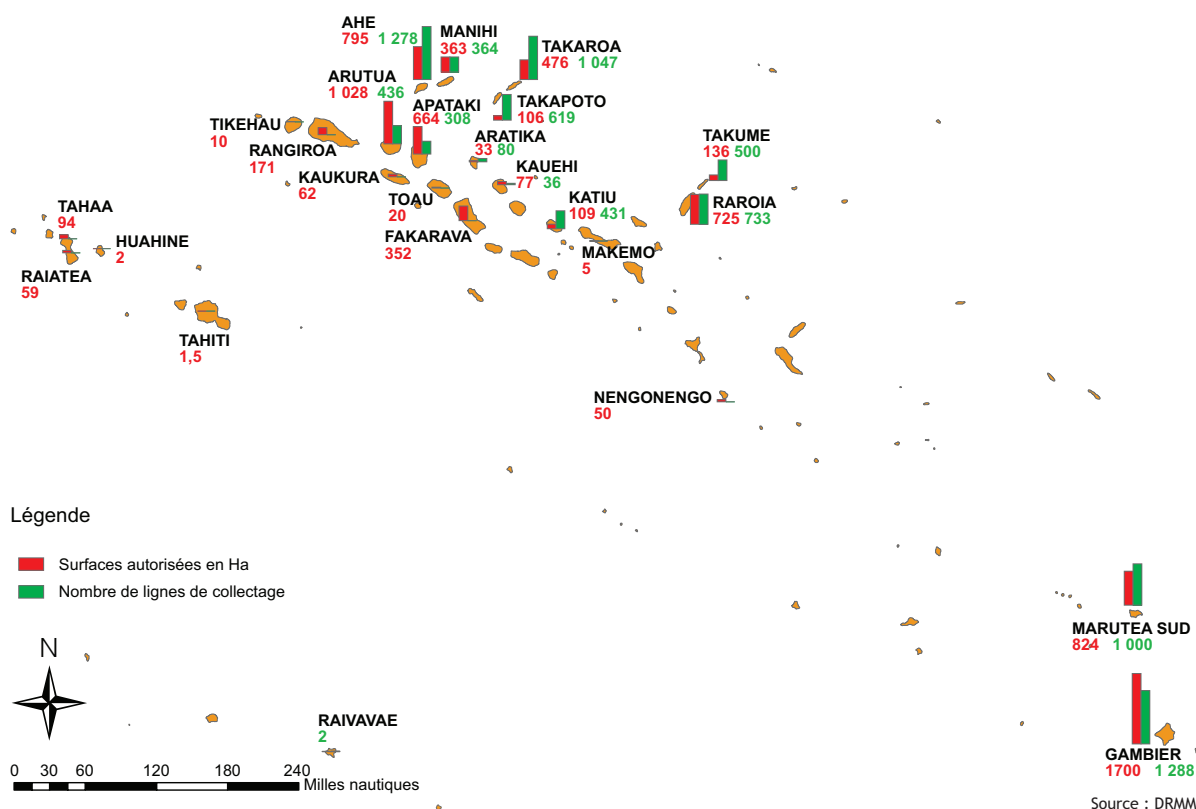 AHE
795 1 278
MANIHI
363 364
TAKAROA
476 1 047
ARUTUA
1 028 436
APATAKI
664 308
TAKAPOTO
106 619
TIKEHAU
10
RANGIROA
171
ARATIKA
33 80
TAKUME
136 500
KAUKURA
62
KAUEHI
77 36
TOAU
20
KATIU
109 431
RAROIA
725 733
TAHAA
94
HUAHINE
2
FAKARAVA
352
MAKEMO
5
RAIATEA
59
TAHITI
1,5
NENGONENGO
50
Légende
Surfaces autorisées en Ha
Nombre de lignes de collectage
MARUTEA SUD
824 1 000
N
RAIVAVAE
2
GAMBIER
1700 1 288
0 30 60 120 180 240
Milles nautiques
Source : DRMM